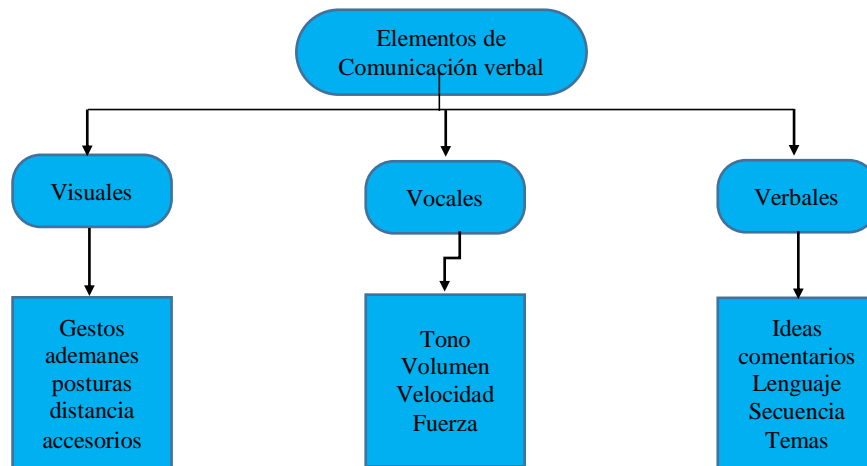 Elementos de
Comunicación verbal
Visuales
Vocales
Verbales
Gestos
ademanes
posturas
distancia
accesorios
Tono
Volumen
Velocidad
Fuerza
Ideas
comentarios
Lenguaje
Secuencia
Temas